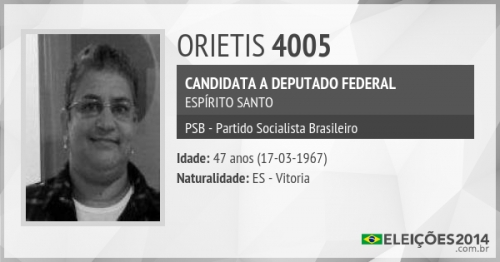 ORIETIS 4005
CANDIDATA A DEPUTADO FEDERAL
ESPÍRITO SANTO
PSB - Partido Socialista Brasileiro
Idade: 47 anos (17-03-1967)
Naturalidade: ES - Vitoria
ELEIÇÕES2014
.com.br